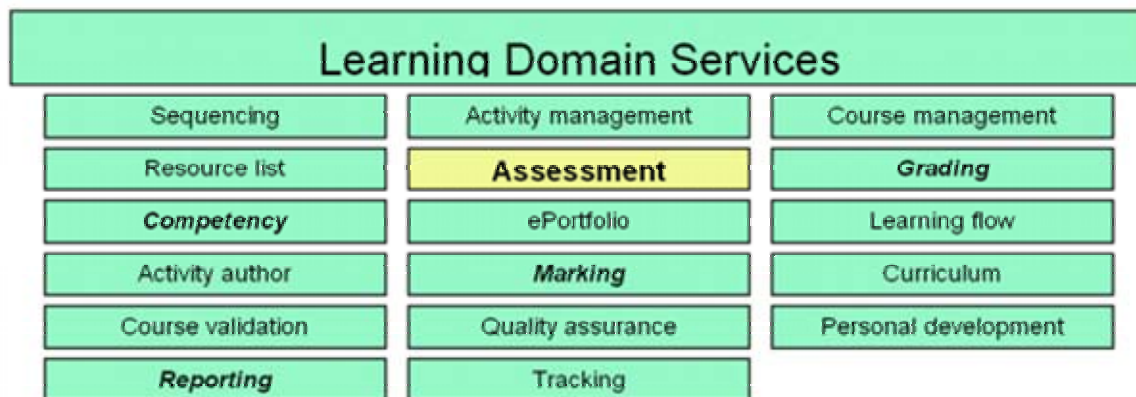 Learning Domain Services
Sequencing
Activity management
Course management
Resource list
Assessment
Grading
Competency
ePortfolio
Learning flow
Activity author
Marking
Curriculum
Course validation
Quality assurance
Personal development
Reporting
Tracking